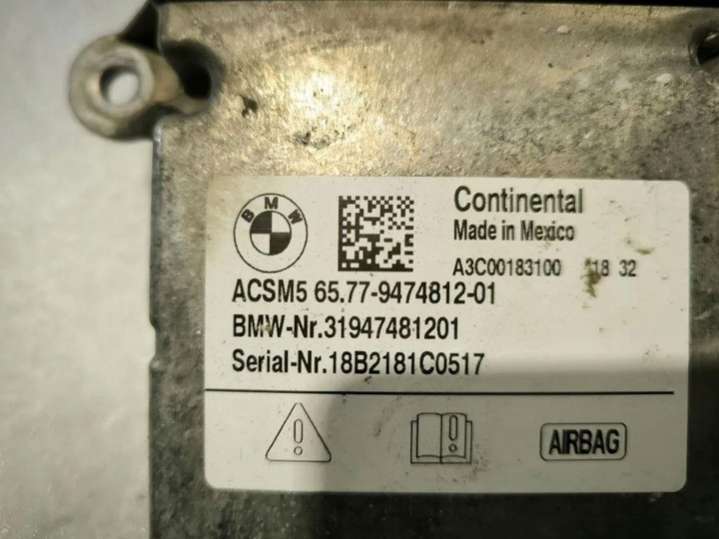 BMW
Continental
Made in Mexico
A3C00183100 18 32
ACSM5 65.77-9474812-01
BMW-Nr.31947481201
Serial-Nr.18B2181C0517
AIRBAG